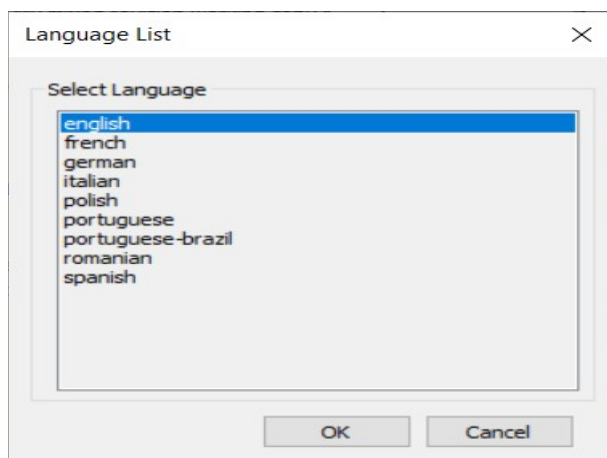 Language List
Select Language
english
french
german
italian
polish
portuguese
portuguese-brazil
romanian
spanish
OK Cancel